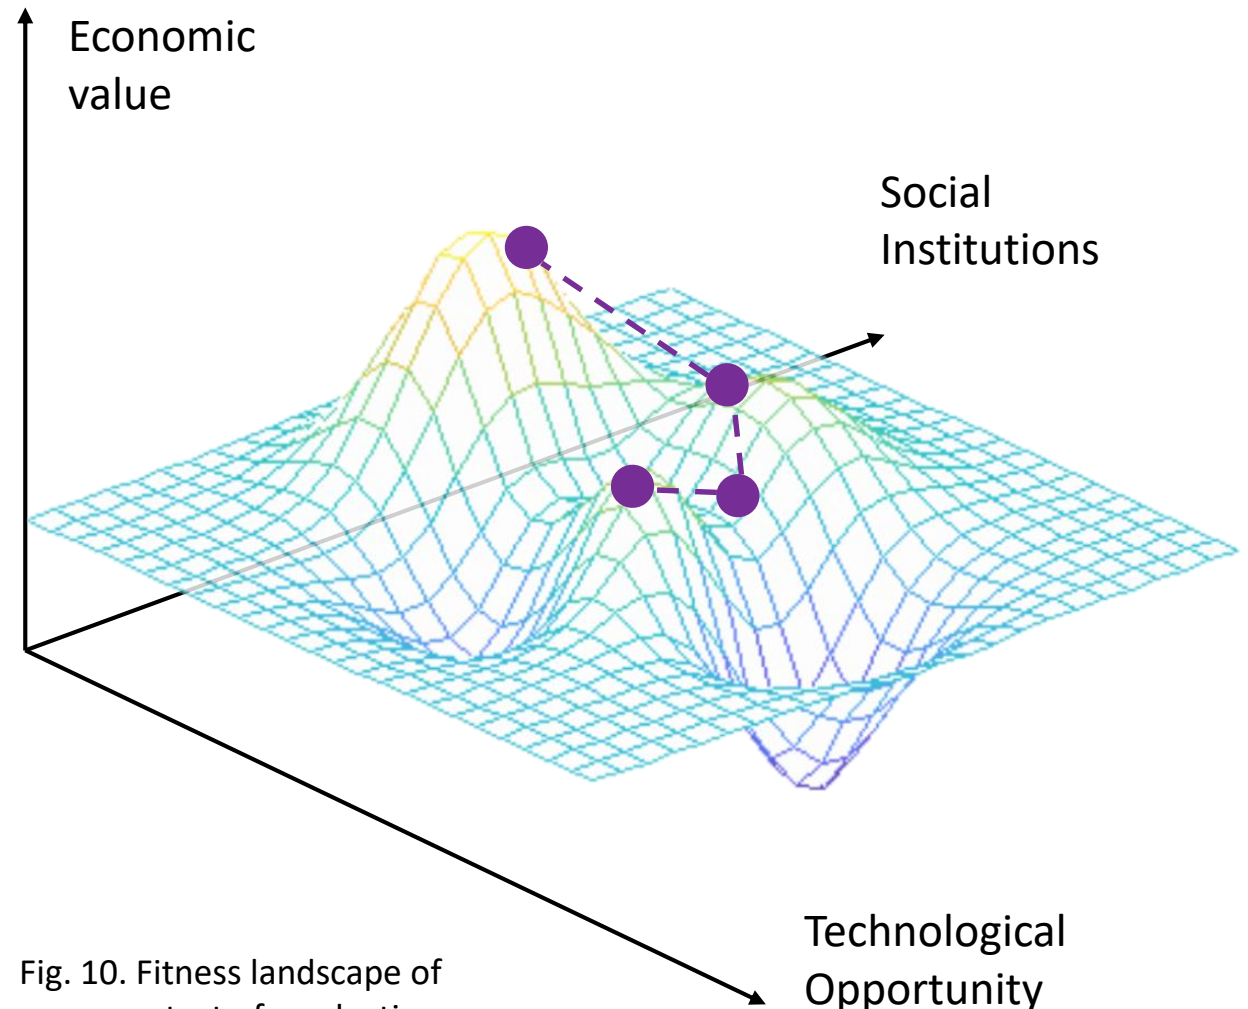 Economic
value
Social
Institutions
Technological
Opportunity
Fig. 10. Fitness landscape of